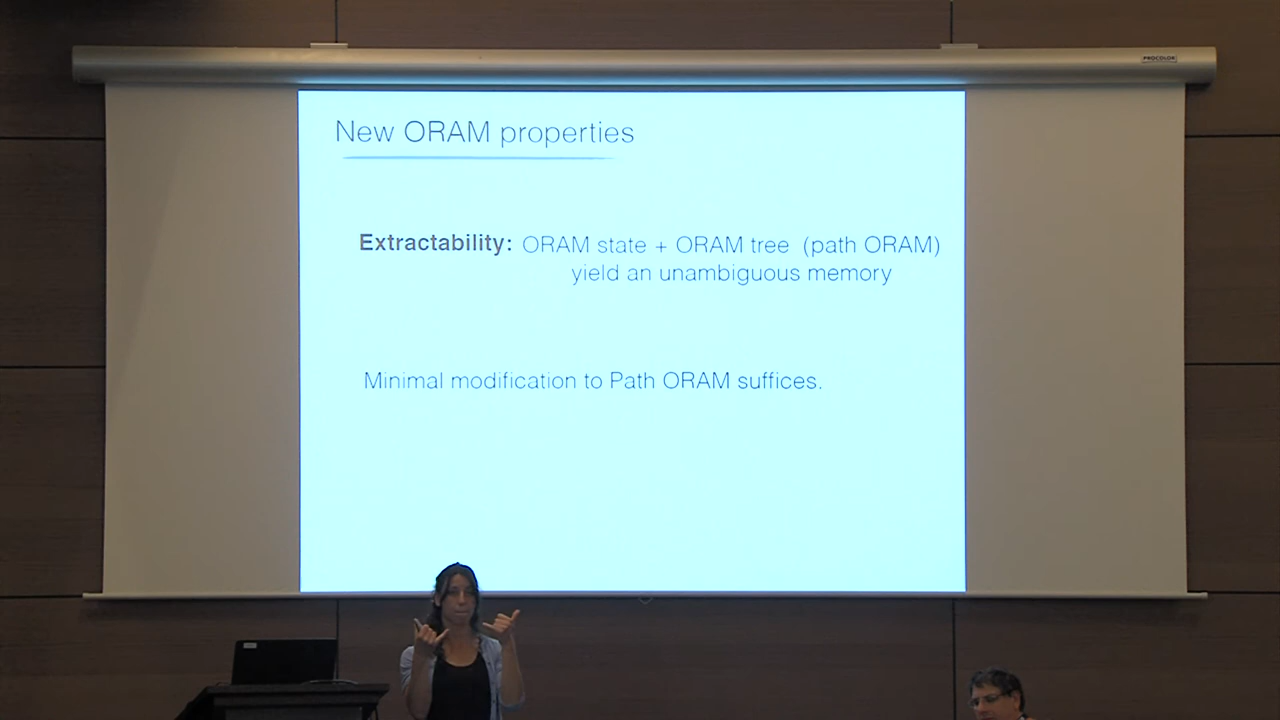 PROCOLOR
New ORAM properties
Extractability: ORAM state + ORAM tree (path ORAM)
yield an unambiguous memory
Minimal modification to Path ORAM suffices.